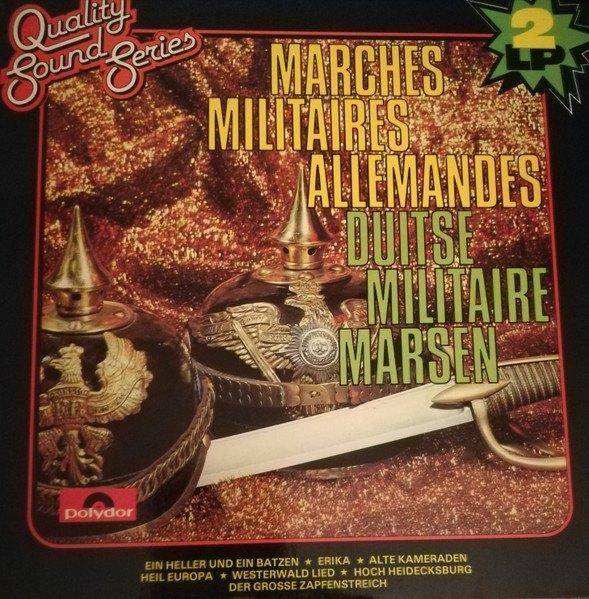 Quality
Sound Series
2
LP
MARCHES
MILITAIRES
ALLEMANDES
DUITSE
MILITAIRE
MARSEN
polydor
EIN HELLER UND EIN BATZEN ★ ERIKA ★ ALTE KAMERADEN
HEIL EUROPA ★ WESTERWALD LIED ★ HOCH HEIDECKSBURG
DER GROSSE ZAPFENSTREICH